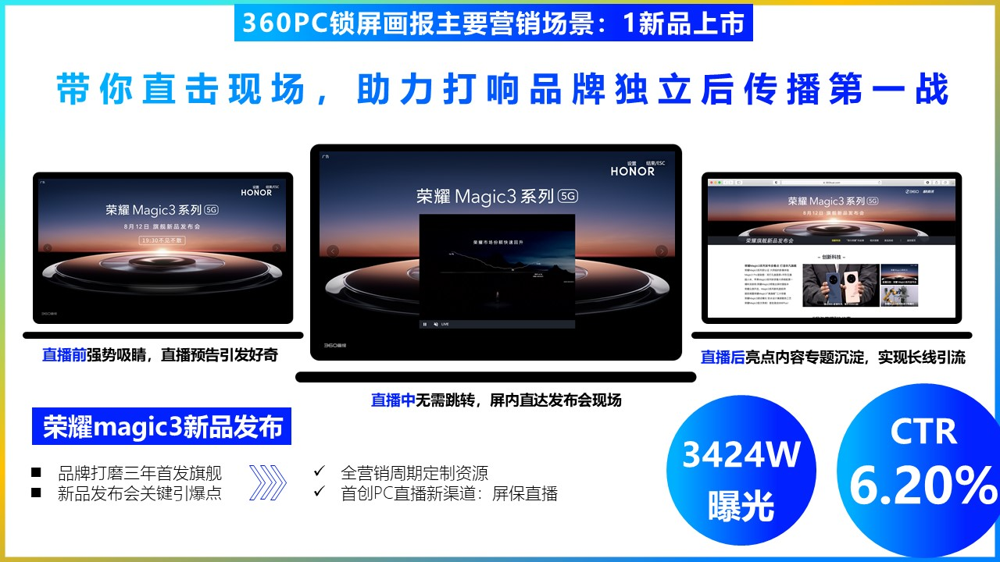 360PC锁屏画报主要营销场景：1新品上市
带你直击现场，助力打响品牌独立后传播第一战
广告
设置 结束/ESC
HONOR
荣耀 Magic3 系列 5G
8月12日 旗舰新品发布会
19:30不见不散
360画报
直播前强势吸睛，直播预告引发好奇
广告
设置 结束/ESC
HONOR
荣耀 Magic3 系列 5G
荣耀市场份额快速回升
LIVE
360画报
直播中无需跳转，屏内直达发布会现场
360
荣耀 Magic3 系列 5G
8月12日 旗舰新品发布会
荣耀旗舰新品发布会
– 创新科技 –
直播后亮点内容专题沉淀，实现长线引流
荣耀magic3新品发布
品牌打磨三年首发旗舰
新品发布会关键引爆点
全营销周期定制资源
首创PC直播新渠道：屏保直播
3424W
曝光
CTR
6.20%